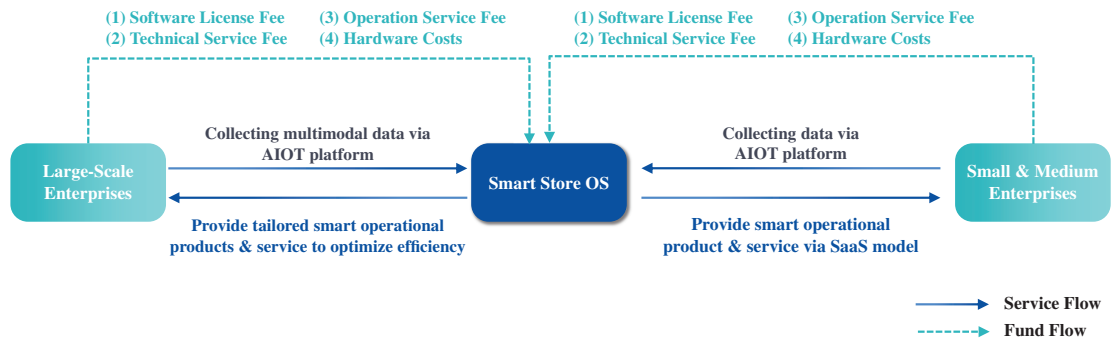 (1) Software License Fee (3) Operation Service Fee
(2) Technical Service Fee (4) Hardware Costs
(1) Software License Fee (3) Operation Service Fee
(2) Technical Service Fee (4) Hardware Costs
Large-Scale
Enterprises
Collecting multimodal data via
AIOT platform
Provide tailored smart operational
products & service to optimize efficiency
Smart Store OS
Collecting data via
AIOT platform
Provide smart operational
product & service via SaaS model
Small & Medium
Enterprises
Service Flow
Fund Flow